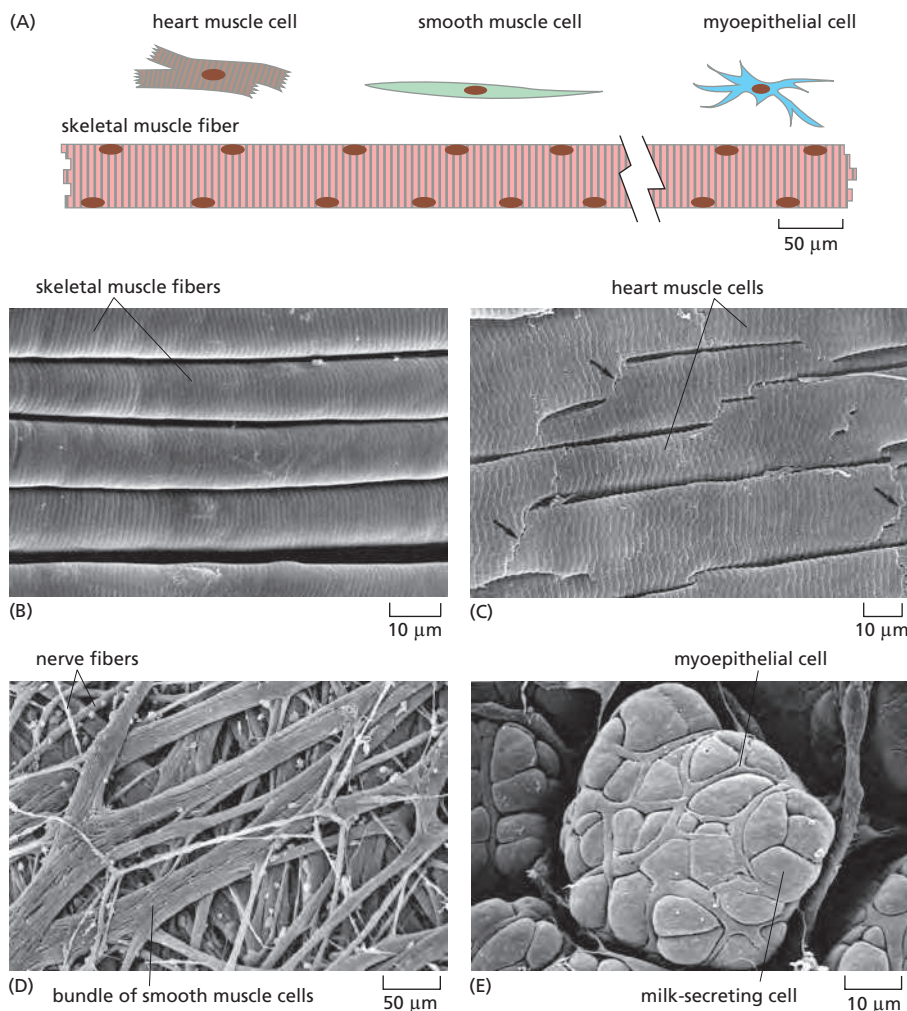 (A)
heart muscle cell
smooth muscle cell
myoepithelial cell
skeletal muscle fiber
50 μm
skeletal muscle fibers
heart muscle cells
(B)
10 μm
(C)
10 μm
nerve fibers
myoepithelial cell
(D)
bundle of smooth muscle cells
50 μm
(E)
milk-secreting cell
10 μm